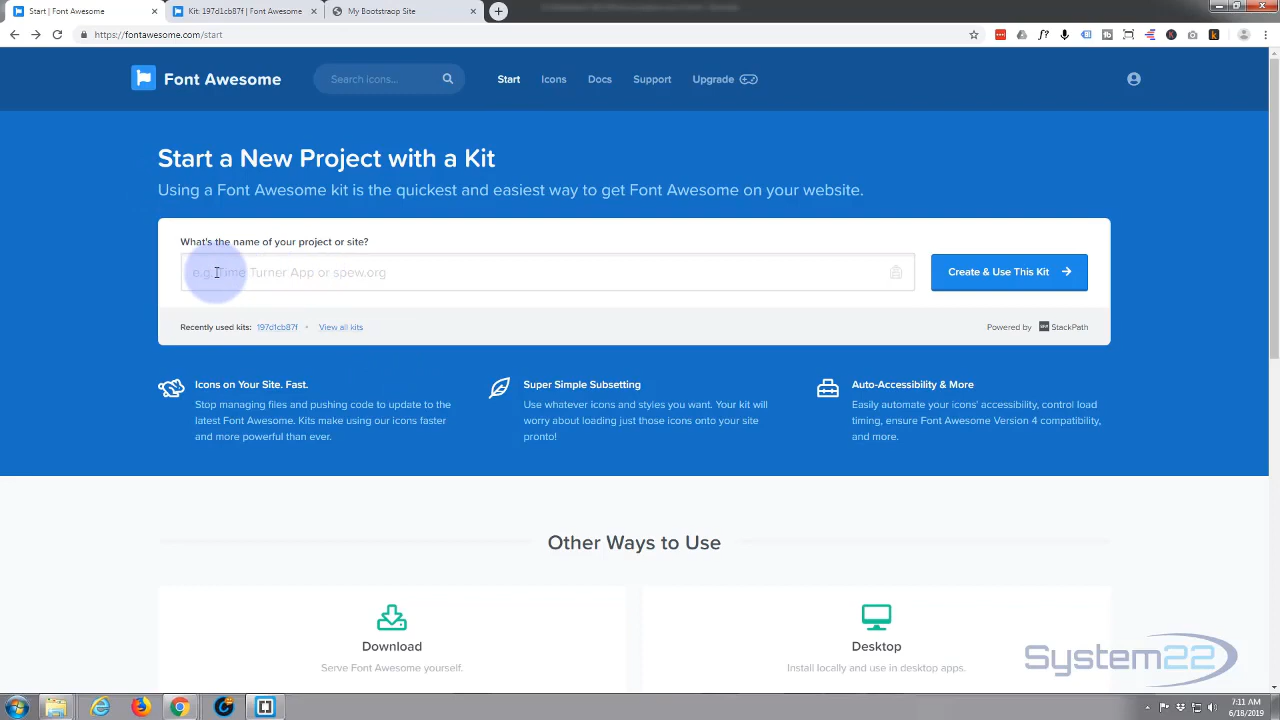 Start | Font Awesome
Kit: 197d1cb87f | Font Awesome
My Bootstapp Site
https://fontawesome.com/start
Font Awesome
Search icons...
Start
Icons
Docs
Support
Upgrade
Start a New Project with a Kit
Using a Font Awesome kit is the quickest and easiest way to get Font Awesome on your website.
What's the name of your project or site?
e.g. Time Turner App or spew.org
Create & Use This Kit
Recently used kits: 197d1cb87f • View all kits
Powered by StackPath
Icons on Your Site. Fast.
Stop managing files and pushing code to update to the
latest Font Awesome. Kits make using our icons faster
and more powerful than ever.
Super Simple Subsetting
Use whatever icons and styles you want. Your kit will
worry about loading just those icons onto your site
pronto!
Auto-Accessibility & More
Easily automate your icons' accessibility, control load
timing, ensure Font Awesome Version 4 compatibility,
and more.
Other Ways to Use
Download
Serve Font Awesome yourself.
Desktop
Install locally and use in desktop apps.
System22
7:11 AM
6/18/2019